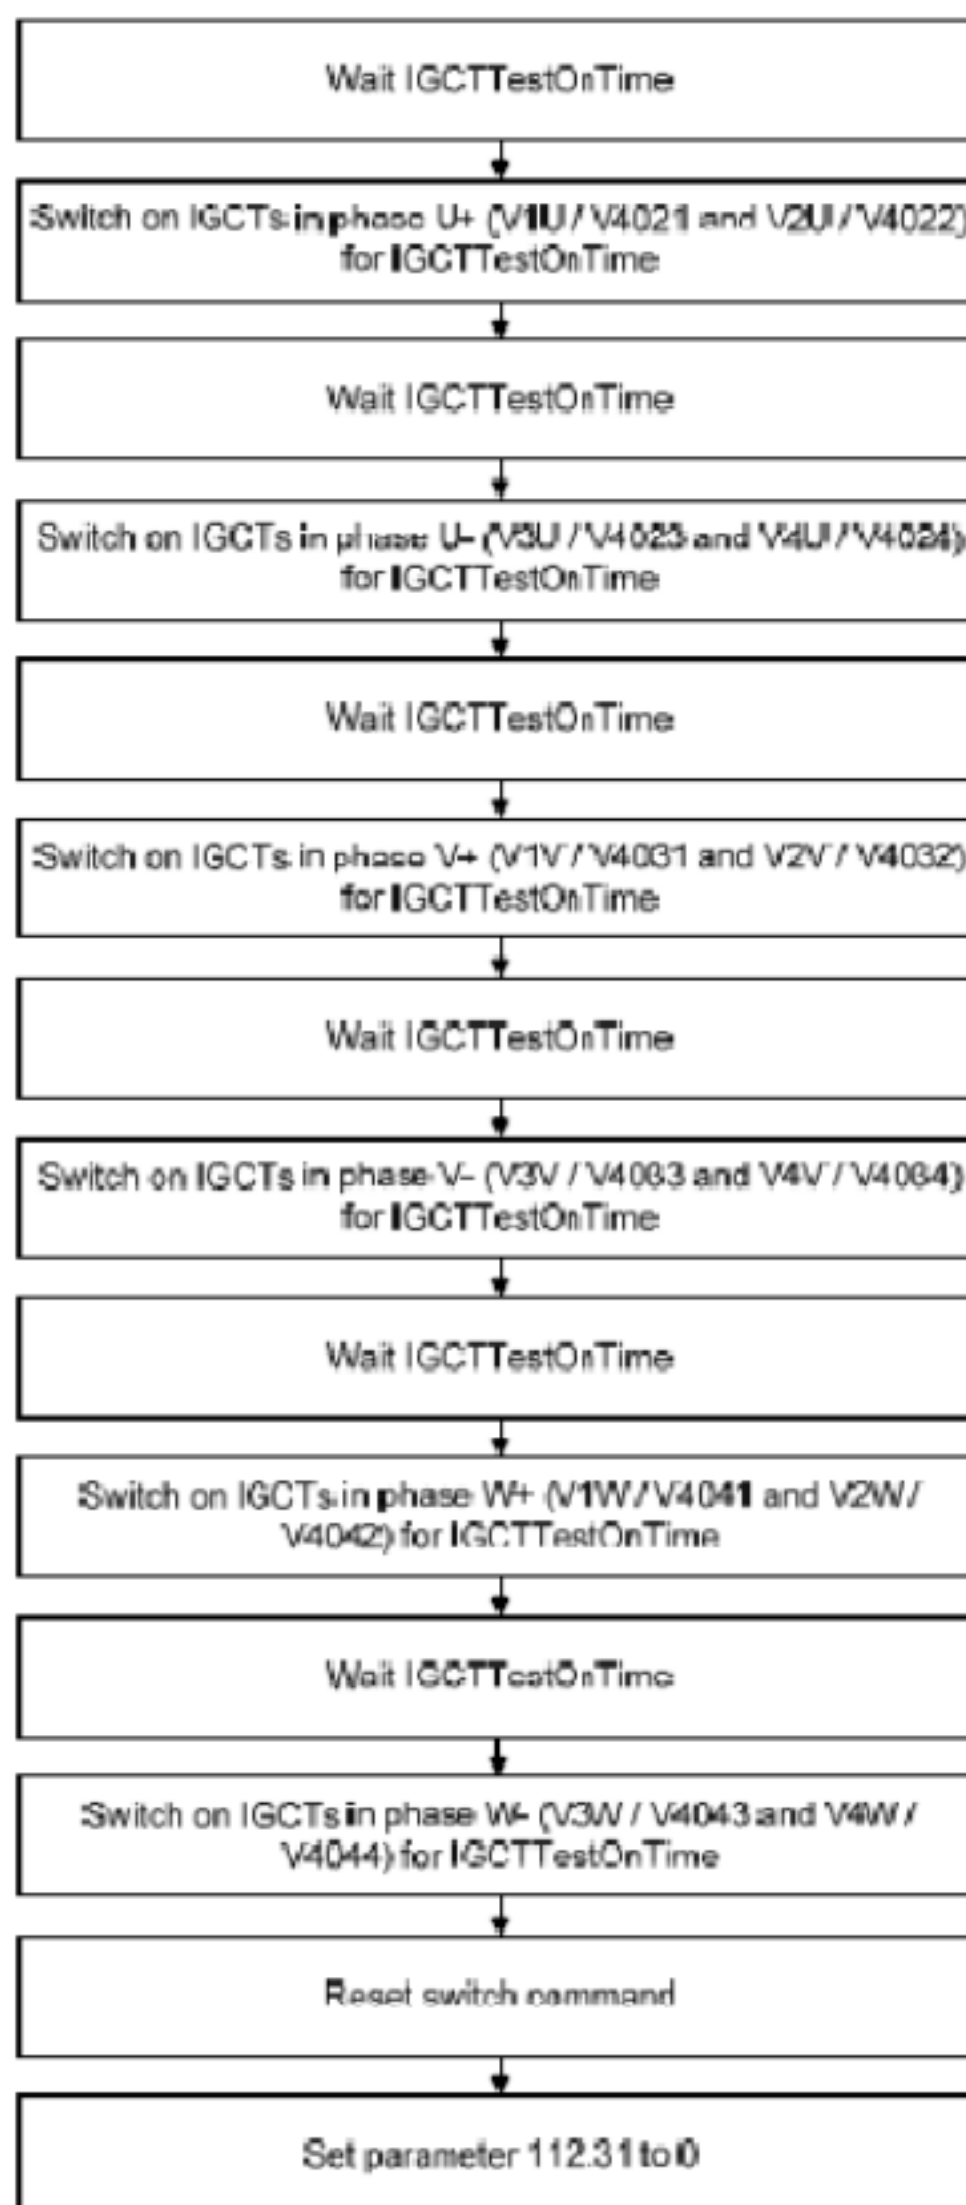 Wait IGCTTestOnTime
Switch on IGCTs in phase U+ (V1U / V4021 and V2U / V4022)
for IGCTTestOnTime
Wait IGCTTestOnTime
Switch on IGCTs in phase U- (V3U / V4023 and V4U / V4024)
for IGCTTestOnTime
Wait IGCTTestOnTime
Switch on IGCTs in phase V+ (V1V / V4031 and V2V / V4032)
for IGCTTestOnTime
Wait IGCTTestOnTime
Switch on IGCTs in phase V- (V3V / V4033 and V4V / V4034)
for IGCTTestOnTime
Wait IGCTTestOnTime
Switch on IGCTs in phase W+ (V1W / V4041 and V2W /
V4042) for IGCTTestOnTime
Wait IGCTTestOnTime
Switch on IGCTs in phase W- (V3W / V4043 and V4W /
V4044) for IGCTTestOnTime
Reset switch command
Set parameter 112.31 to 0